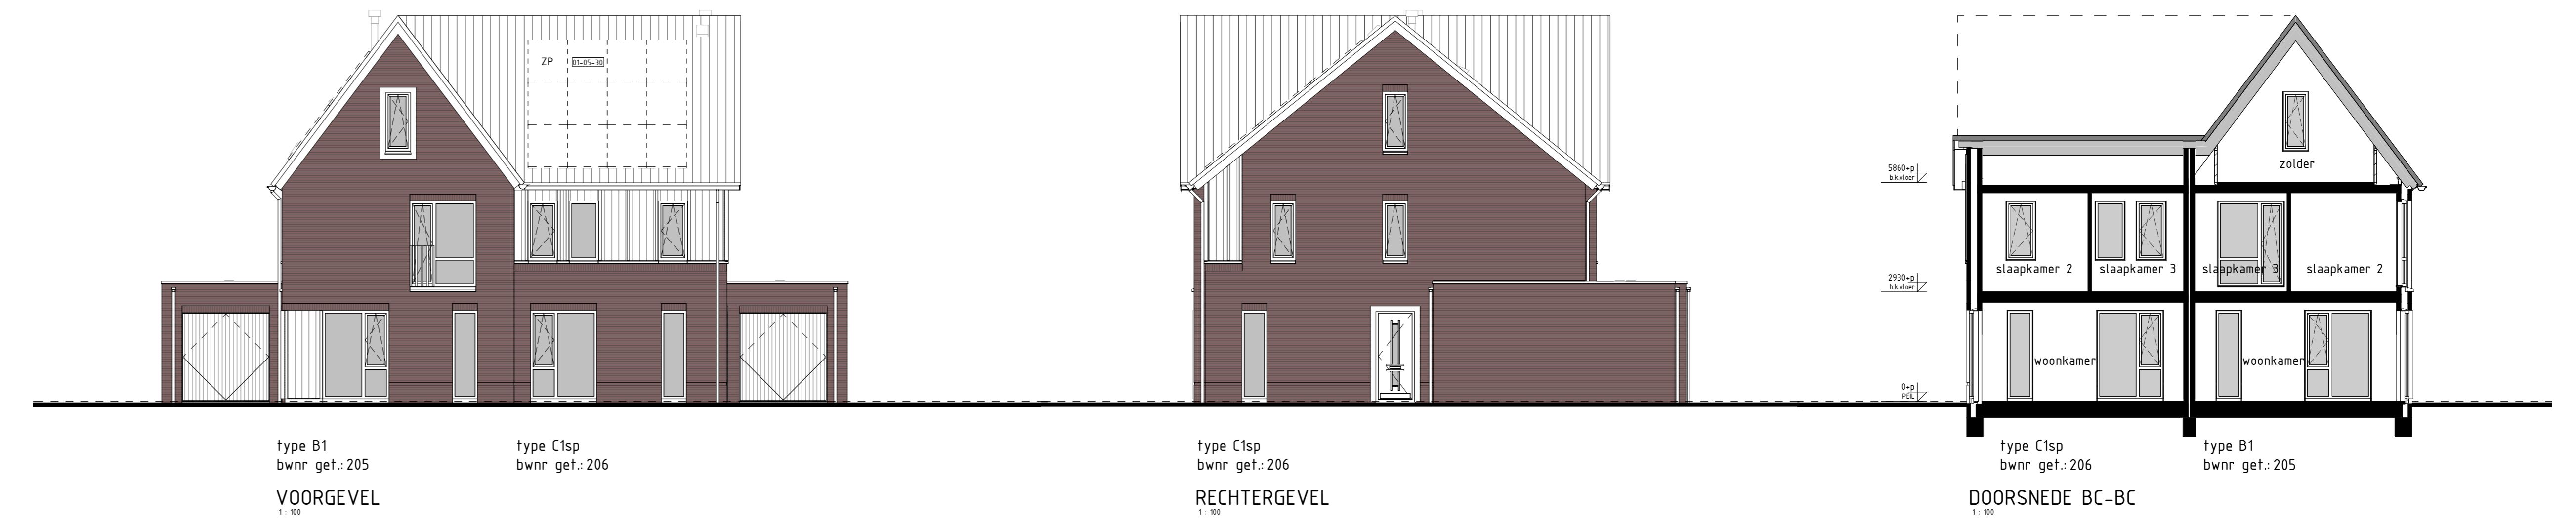 ZP
01-05-30
type B1
bwnr get.: 205
type C1sp
bwnr get.: 206
VOORGEVEL
1 : 100
type C1sp
bwnr get.: 206
RECHTERGEVEL
1 : 100
5860+p
b.k.vloer
2930+p
b.k.vloer
0+p
PEIL
zolder
slaapkamer 2
slaapkamer 3
slaapkamer 3
slaapkamer 2
woonkamer
woonkamer
type C1sp
bwnr get.: 206
type B1
bwnr get.: 205
DOORSNEDE BC-BC
1 : 100